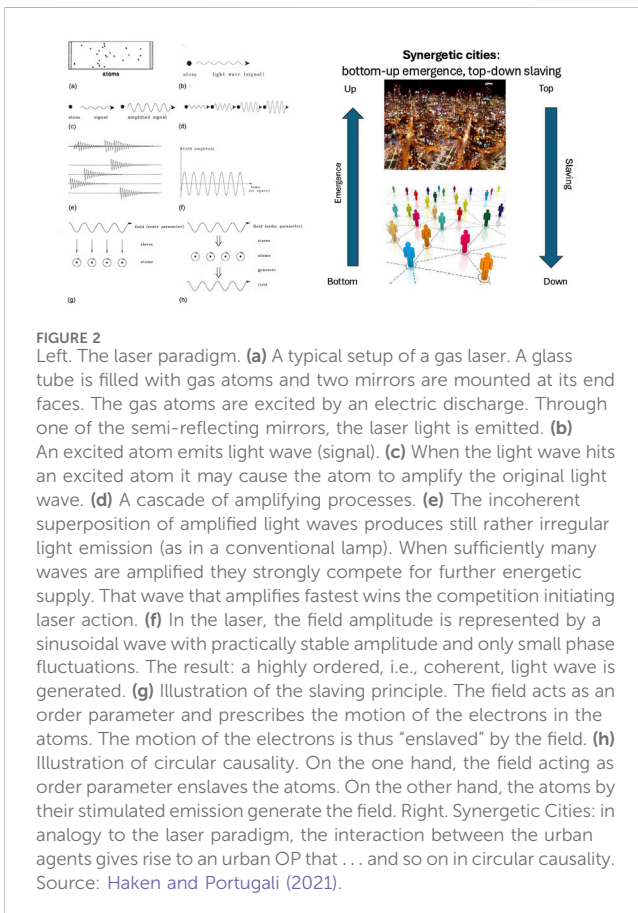 atoms
(a)
atom light wave (signal)
(b)
atom signal amplified signal
(c)
(d)
(e)
field amplitude
time
(or space)
(f)
field (order parameter)
slaves
atoms
(g)
field (order parameter)
slaves
atoms
generate
field
(h)
Synergetic cities:
bottom-up emergence, top-down slaving
Up
Top
Emergence
Slaving
Bottom
Down
FIGURE 2
Left. The laser paradigm. (a) A typical setup of a gas laser. A glass
tube is filled with gas atoms and two mirrors are mounted at its end
faces. The gas atoms are excited by an electric discharge. Through
one of the semi-reflecting mirrors, the laser light is emitted. (b)
An excited atom emits light wave (signal). (c) When the light wave hits
an excited atom it may cause the atom to amplify the original light
wave. (d) A cascade of amplifying processes. (e) The incoherent
superposition of amplified light waves produces still rather irregular
light emission (as in a conventional lamp). When sufficiently many
waves are amplified they strongly compete for further energetic
supply. That wave that amplifies fastest wins the competition initiating
laser action. (f) In the laser, the field amplitude is represented by a
sinusoidal wave with practically stable amplitude and only small phase
fluctuations. The result: a highly ordered, i.e., coherent, light wave is
generated. (g) Illustration of the slaving principle. The field acts as an
order parameter and prescribes the motion of the electrons in the
atoms. The motion of the electrons is thus “enslaved” by the field. (h)
Illustration of circular causality. On the one hand, the field acting as
order parameter enslaves the atoms. On the other hand, the atoms by
their stimulated emission generate the field. Right. Synergetic Cities: in
analogy to the laser paradigm, the interaction between the urban
agents gives rise to an urban OP that . . . and so on in circular causality.
Source: Haken and Portugali (2021).